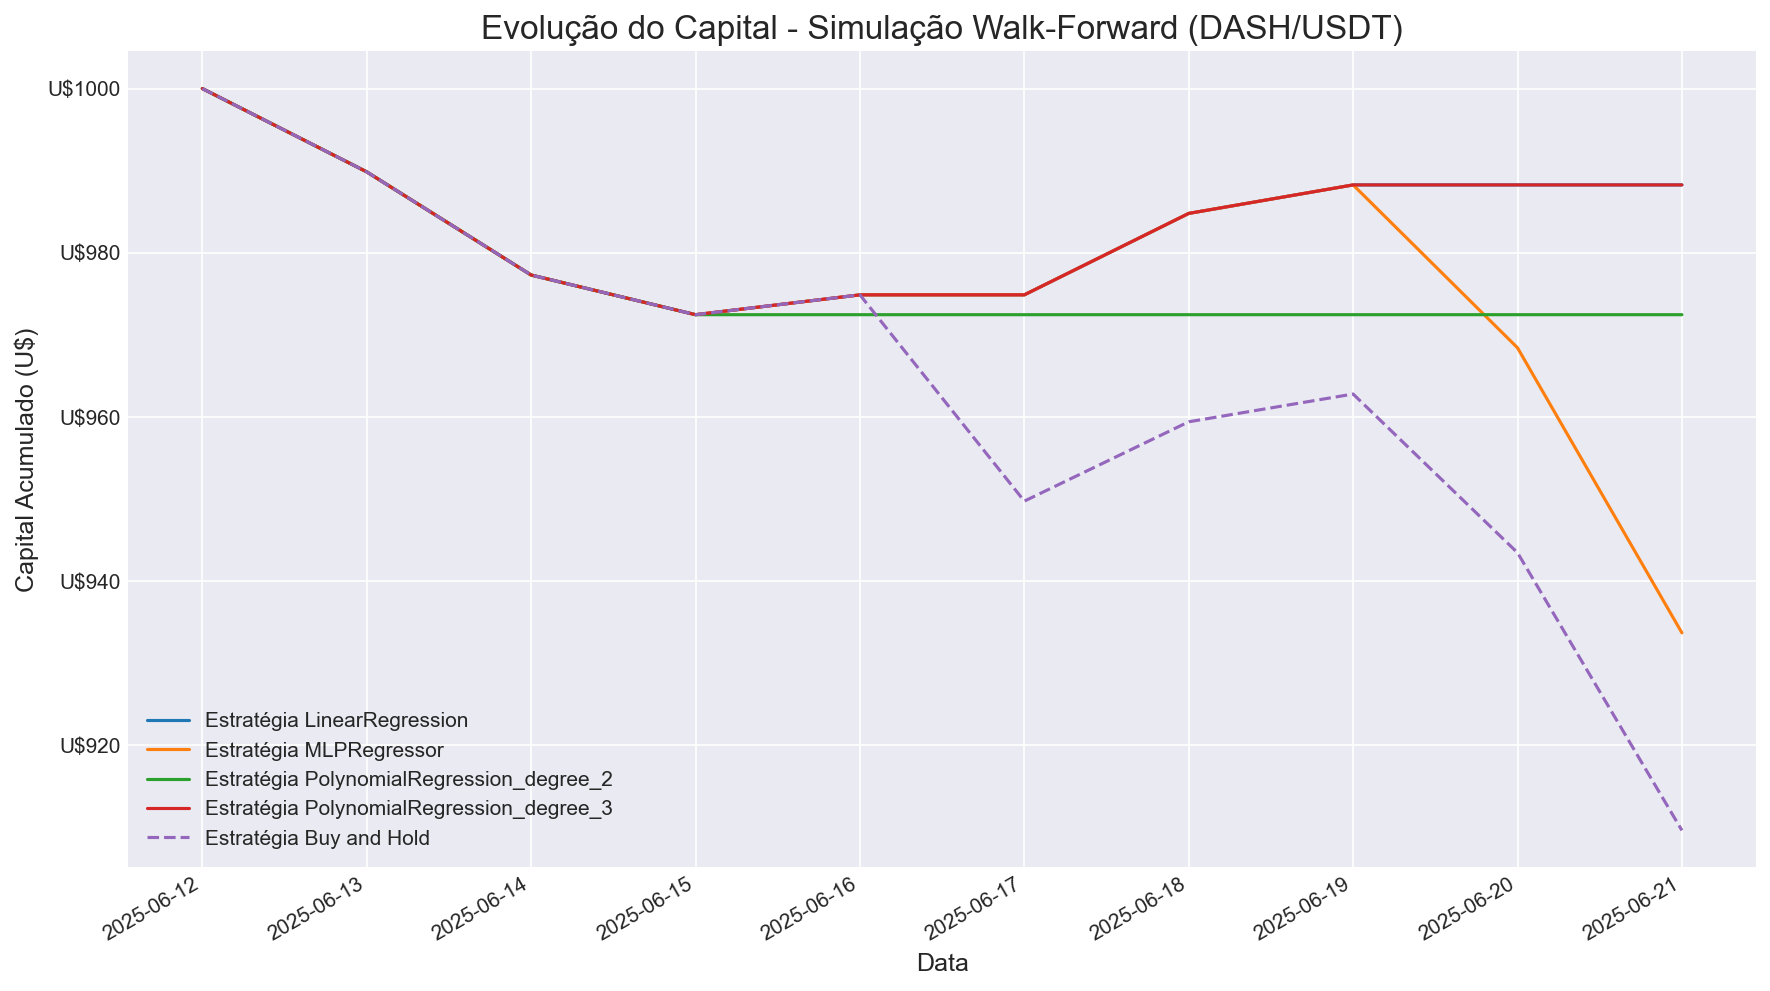 Evolução do Capital - Simulação Walk-Forward (DASH/USDT)
Capital Acumulado (U$)
U$1000
U$980
U$960
U$940
U$920
Estratégia LinearRegression
Estratégia MLPRegressor
Estratégia PolynomialRegression_degree_2
Estratégia PolynomialRegression_degree_3
Estratégia Buy and Hold
2025-06-12
2025-06-13
2025-06-14
2025-06-15
2025-06-16
2025-06-17
2025-06-18
2025-06-19
2025-06-20
2025-06-21
Data